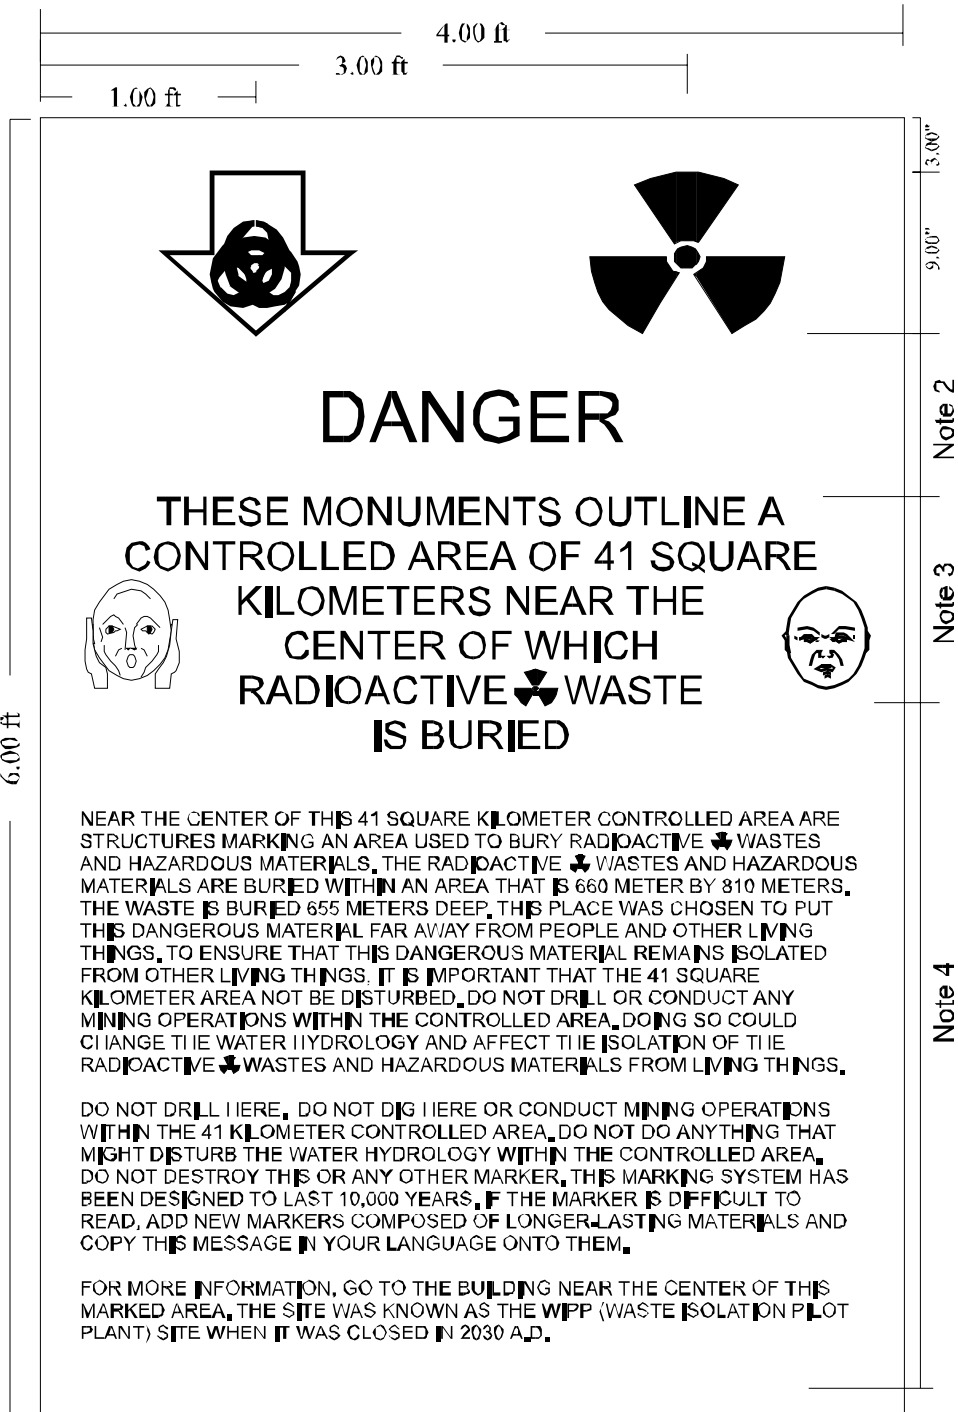 4.00 ft
3.00 ft
1.00 ft
3.00"
9.00"
DANGER
Note 2
THESE MONUMENTS OUTLINE A
CONTROLLED AREA OF 41 SQUARE
KILOMETERS NEAR THE
CENTER OF WHICH
RADIOACTIVE WASTE
IS BURIED
Note 3
6.00 ft
NEAR THE CENTER OF THIS 41 SQUARE KILOMETER CONTROLLED AREA ARE
STRUCTURES MARKING AN AREA USED TO BURY RADIOACTIVE WASTES
AND HAZARDOUS MATERIALS. THE RADIOACTIVE WASTES AND HAZARDOUS
MATERIALS ARE BURIED WITHIN AN AREA THAT IS 660 METER BY 810 METERS.
THE WASTE IS BURIED 655 METERS DEEP. THIS PLACE WAS CHOSEN TO PUT
THIS DANGEROUS MATERIAL FAR AWAY FROM PEOPLE AND OTHER LIVING
THINGS. TO ENSURE THAT THIS DANGEROUS MATERIAL REMAINS ISOLATED
FROM OTHER LIVING THINGS, IT IS IMPORTANT THAT THE 41 SQUARE
KILOMETER AREA NOT BE DISTURBED. DO NOT DRILL OR CONDUCT ANY
MINING OPERATIONS WITHIN THE CONTROLLED AREA. DOING SO COULD
CHANGE THE WATER HYDROLOGY AND AFFECT THE ISOLATION OF THE
RADIOACTIVE WASTES AND HAZARDOUS MATERIALS FROM LIVING THINGS.
DO NOT DRILL HERE. DO NOT DIG HERE OR CONDUCT MINING OPERATIONS
WITHIN THE 41 KILOMETER CONTROLLED AREA. DO NOT DO ANYTHING THAT
MIGHT DISTURB THE WATER HYDROLOGY WITHIN THE CONTROLLED AREA.
DO NOT DESTROY THIS OR ANY OTHER MARKER. THIS MARKING SYSTEM HAS
BEEN DESIGNED TO LAST 10,000 YEARS. IF THE MARKER IS DIFFICULT TO
READ, ADD NEW MARKERS COMPOSED OF LONGER-LASTING MATERIALS AND
COPY THIS MESSAGE IN YOUR LANGUAGE ONTO THEM.
Note 4
FOR MORE INFORMATION, GO TO THE BUILDING NEAR THE CENTER OF THIS
MARKED AREA. THE SITE WAS KNOWN AS THE WIPP (WASTE ISOLATION PILOT
PLANT) SITE WHEN IT WAS CLOSED IN 2030 A.D.